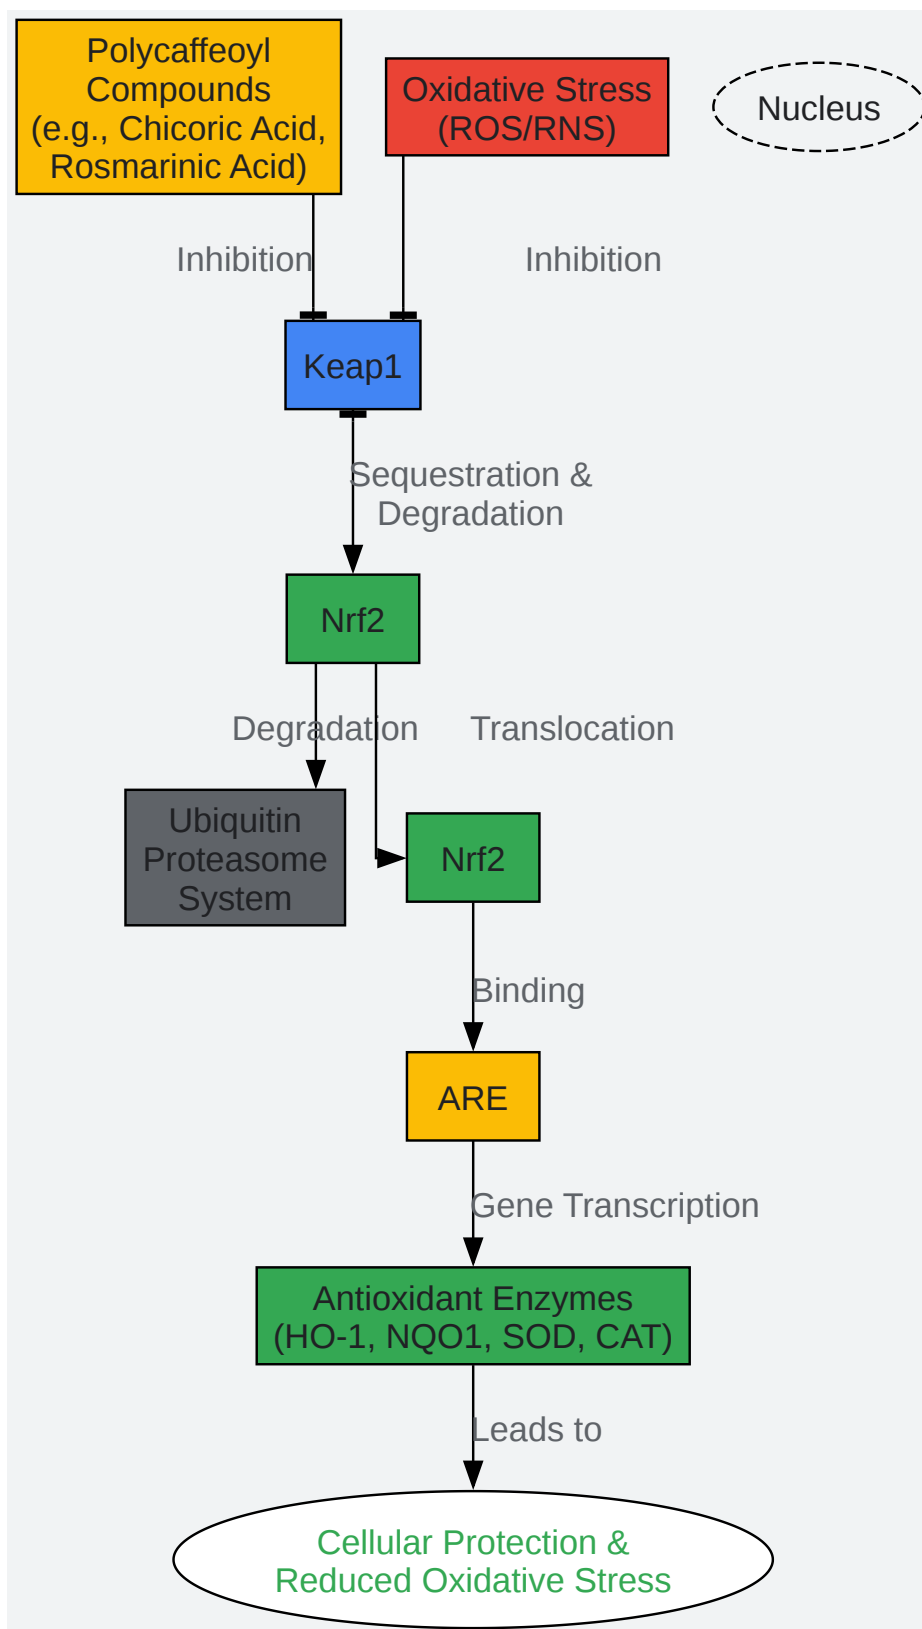 Polycaffeoyl
Compounds
(e.g., Chicoric Acid,
Rosmarinic Acid)
Oxidative Stress
(ROS/RNS)
Nucleus
Inhibition
Inhibition
Keap1
Sequestration &
Degradation
Nrf2
Degradation
Translocation
Ubiquitin
Proteasome
System
Nrf2
Binding
ARE
Gene Transcription
Antioxidant Enzymes
(HO-1, NQO1, SOD, CAT)
Leads to
Cellular Protection &
Reduced Oxidative Stress